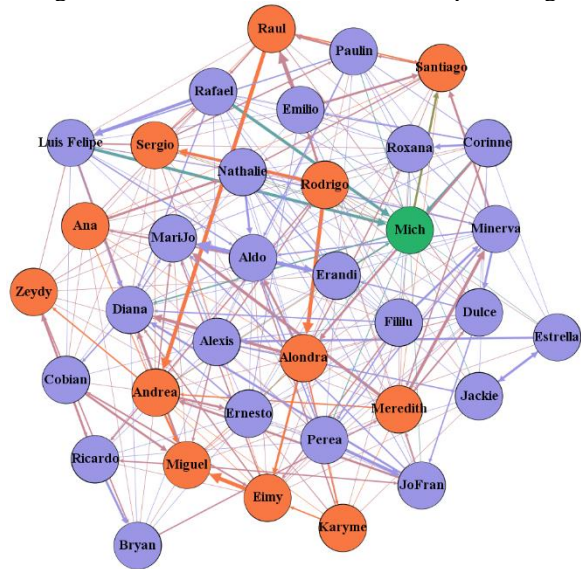 Raul
Paulin
Santiago
Rafael
Emilio
Luis Felipe
Sergio
Roxana
Corinne
Nathalie
Rodrigo
Ana
MariJo
Mich
Minerva
Aldo
Erandi
Zeydy
Diana
Fililu
Dulce
Estrella
Alexis
Alondra
Cobian
Andrea
Jackie
Ernesto
Meredith
Perea
Ricardo
Miguel
JoFran
Eimy
Karyme
Bryan